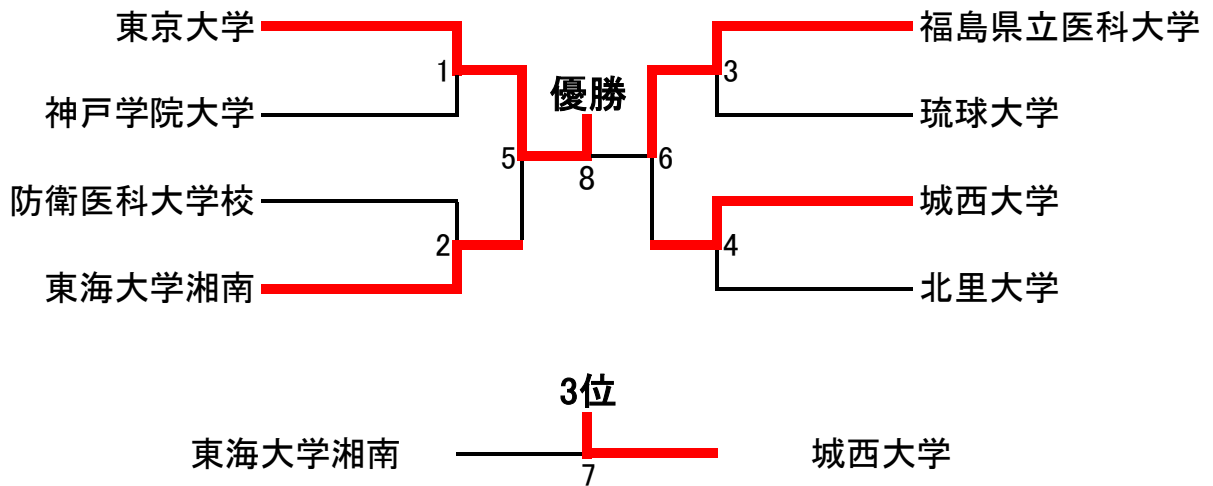 東京大学
福島県立医科大学
1
3
優勝
神戸学院大学
琉球大学
5
6
8
防衛医科大学校
城西大学
2
4
東海大学湘南
北里大学
3位
東海大学湘南
城西大学
7